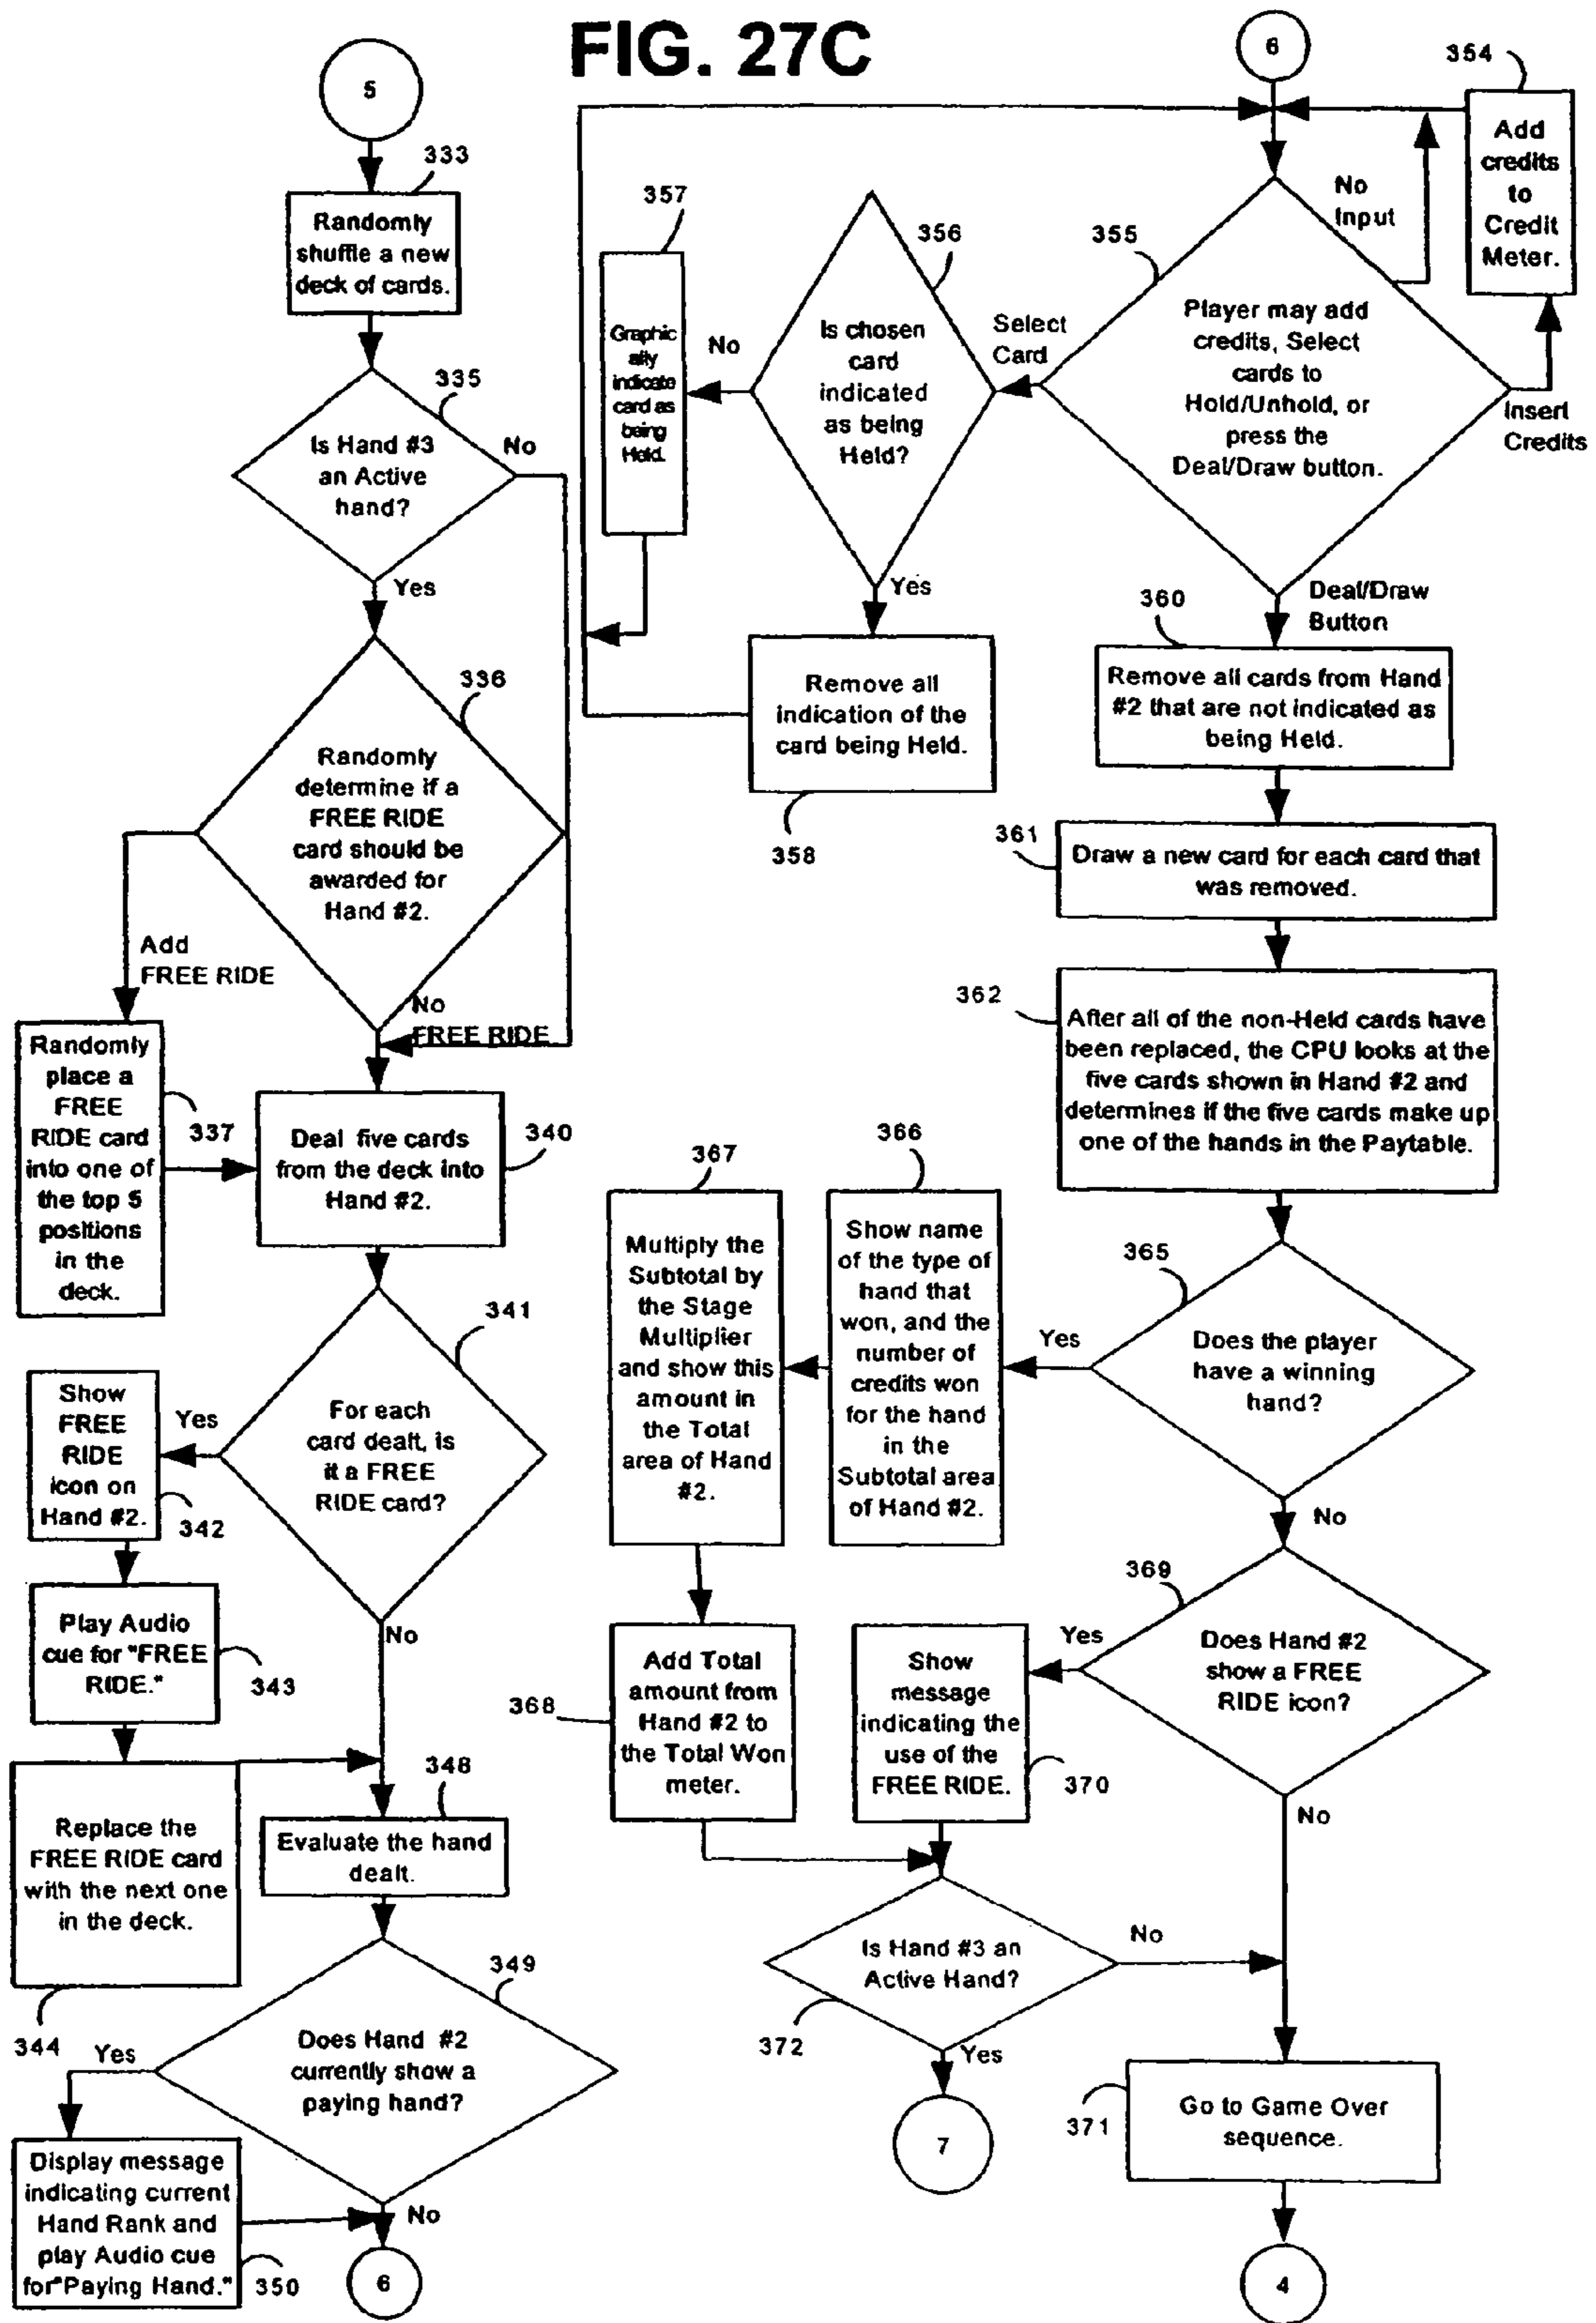 FIG. 27C
5
333
Randomly
shuffle a new
deck of cards.
335
Is Hand #3
an Active
hand?
No
Yes
336
Randomly
determine if a
FREE RIDE
card should be
awarded for
Hand #2.
Add
FREE RIDE
No
FREE RIDE
Randomly
place a
FREE
RIDE card
into one of
the top 5
positions
in the
deck.
337
Deal five cards
from the deck into
Hand #2.
340
341
For each
card dealt, is
it a FREE
RIDE card?
Yes
Show
FREE
RIDE
icon on
Hand #2.
342
Play Audio
cue for "FREE
RIDE."
343
No
Replace the
FREE RIDE card
with the next one
in the deck.
344
348
Evaluate the hand
dealt.
349
Does Hand #2
currently show a
paying hand?
Yes
Display message
indicating current
Hand Rank and
play Audio cue
for"Paying Hand."
350
No
6
6
354
Add
credits
to
Credit
Meter.
No
Input
355
Player may add
credits, Select
cards to
Hold/Unhold, or
press the
Deal/Draw button.
Insert
Credits
Select
Card
356
Is chosen
card
indicated
as being
Held?
No
357
Graphic
ally
indicate
card as
being
Held.
Yes
Remove all
indication of the
card being Held.
358
Deal/Draw
Button
360
Remove all cards from Hand
#2 that are not indicated as
being Held.
361
Draw a new card for each card that
was removed.
362
After all of the non-Held cards have
been replaced, the CPU looks at the
five cards shown in Hand #2 and
determines if the five cards make up
one of the hands in the Paytable.
365
Does the player
have a winning
hand?
Yes
366
Show name
of the type of
hand that
won, and the
number of
credits won
for the hand
in the
Subtotal area
of Hand #2.
367
Multiply the
Subtotal by
the Stage
Multiplier
and show this
amount in
the Total
area of Hand
#2.
368
Add Total
amount from
Hand #2 to
the Total Won
meter.
No
369
Does Hand #2
show a FREE
RIDE icon?
Yes
Show
message
indicating the
use of the
FREE RIDE.
370
No
Is Hand #3 an
Active Hand?
No
372
Yes
7
371
Go to Game Over
sequence.
4